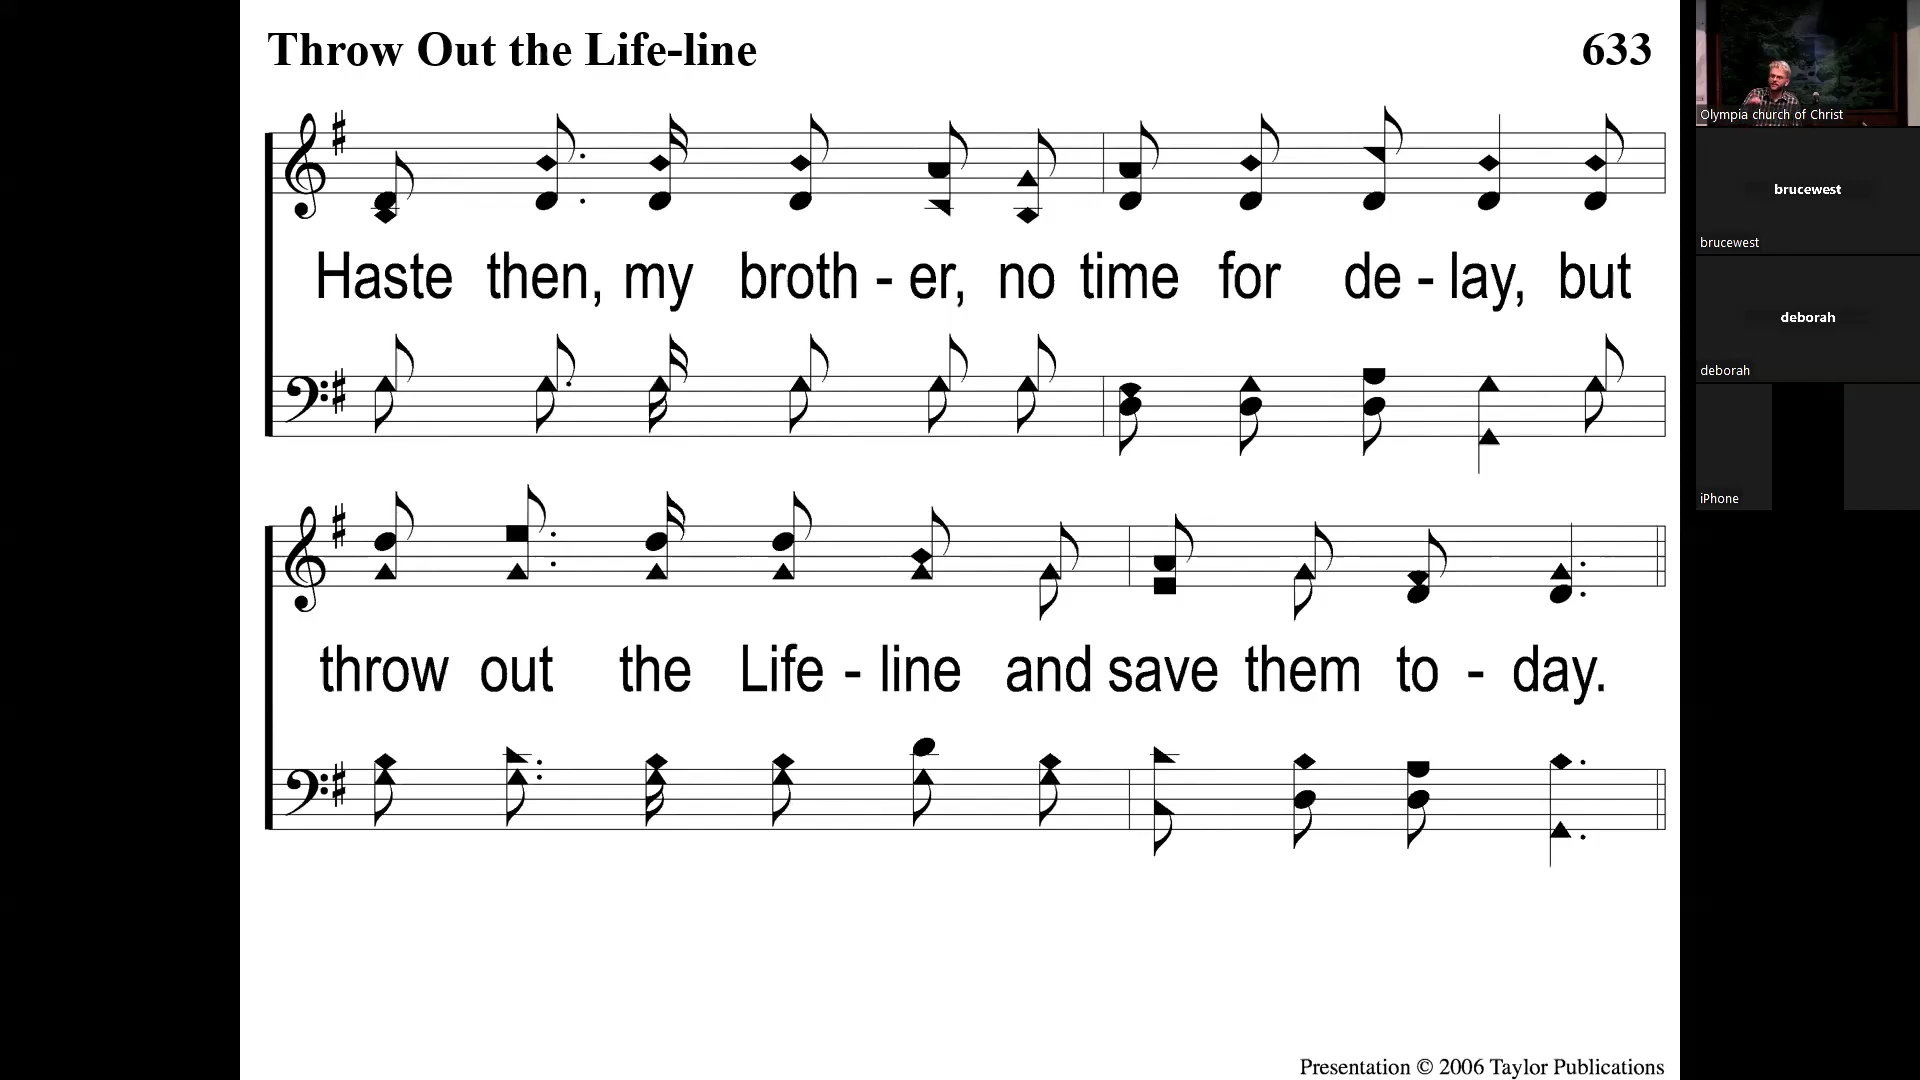 Throw Out the Life-line
633
Haste then, my broth - er, no time for de - lay, but
throw out the Life - line and save them to - day.
Presentation © 2006 Taylor Publications
Olympia church of Christ
brucewest
brucewest
deborah
deborah
iPhone